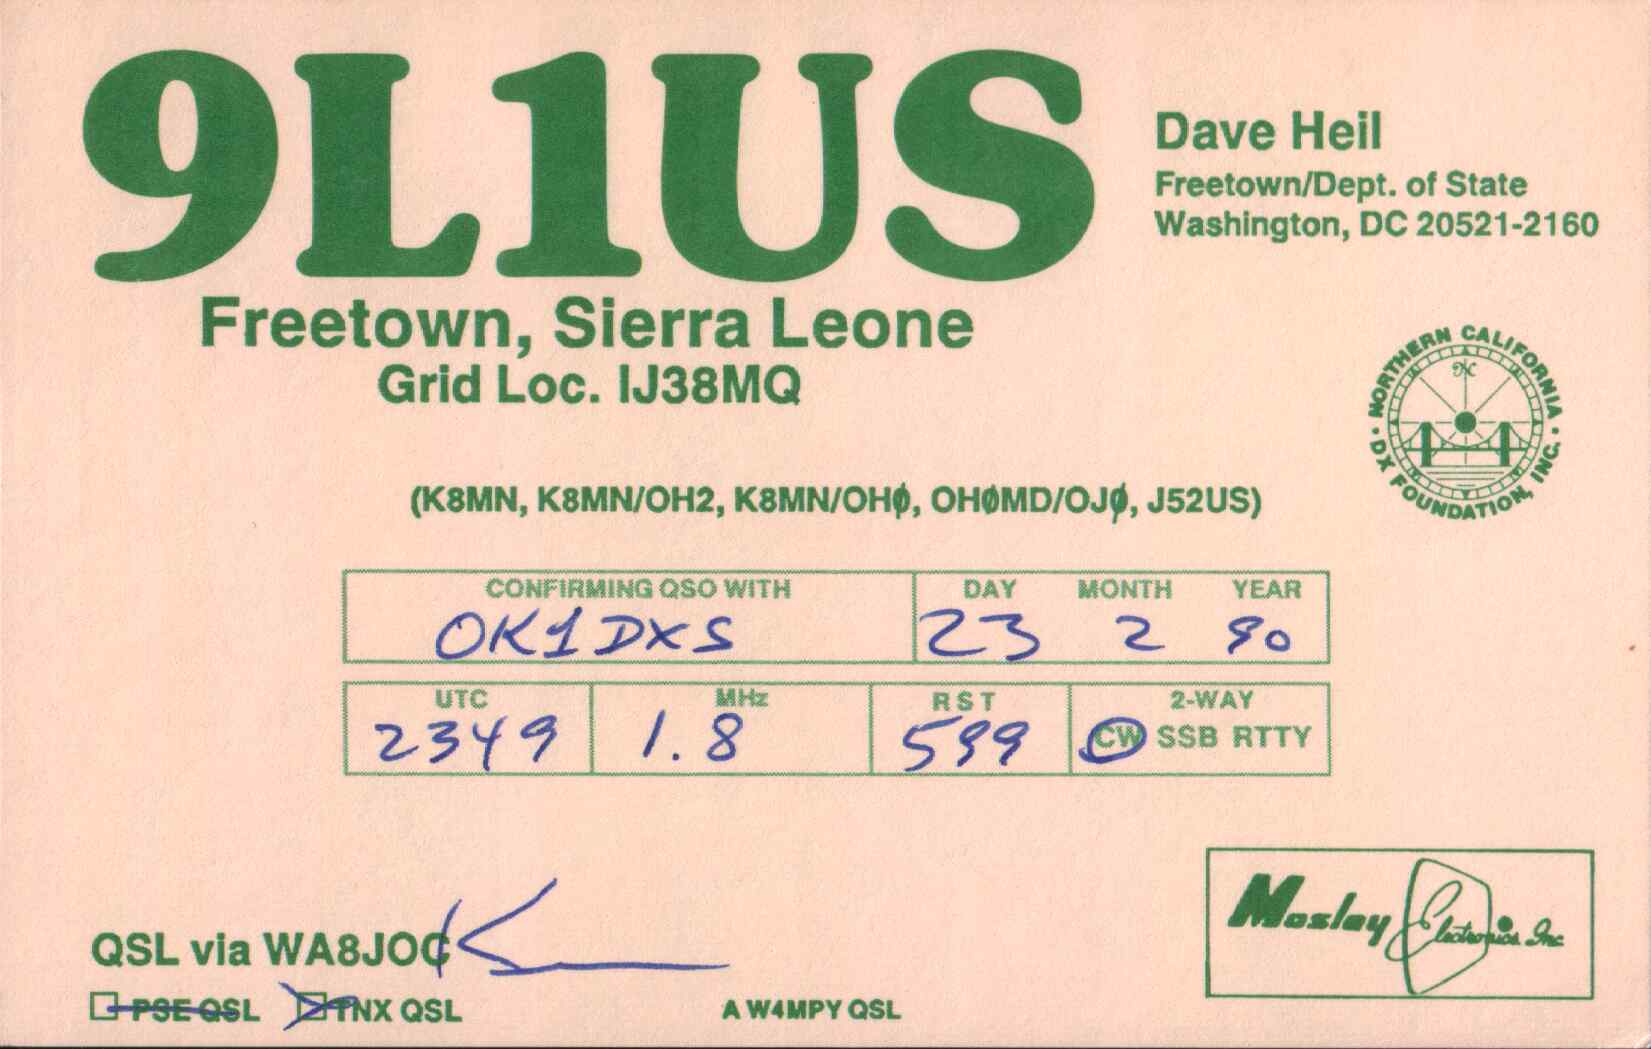 9L1US
Dave Heil
Freetown/Dept. of State
Washington, DC 20521-2160
Freetown, Sierra Leone
Grid Loc. IJ38MQ
NORTHERN CALIFORNIA
DX FOUNDATION, INC.
(K8MN, K8MN/OH2, K8MN/OHØ, OHØMD/OJØ, J52US)
CONFIRMING QSO WITH DAY MONTH YEAR
OK1DXS 23 2 90
UTC MHz RST 2-WAY
2349 1.8 599 CW SSB RTTY
Mosley Electronics Inc
QSL via WA8JOC
PSE QSL TNX QSL
A W4MPY QSL